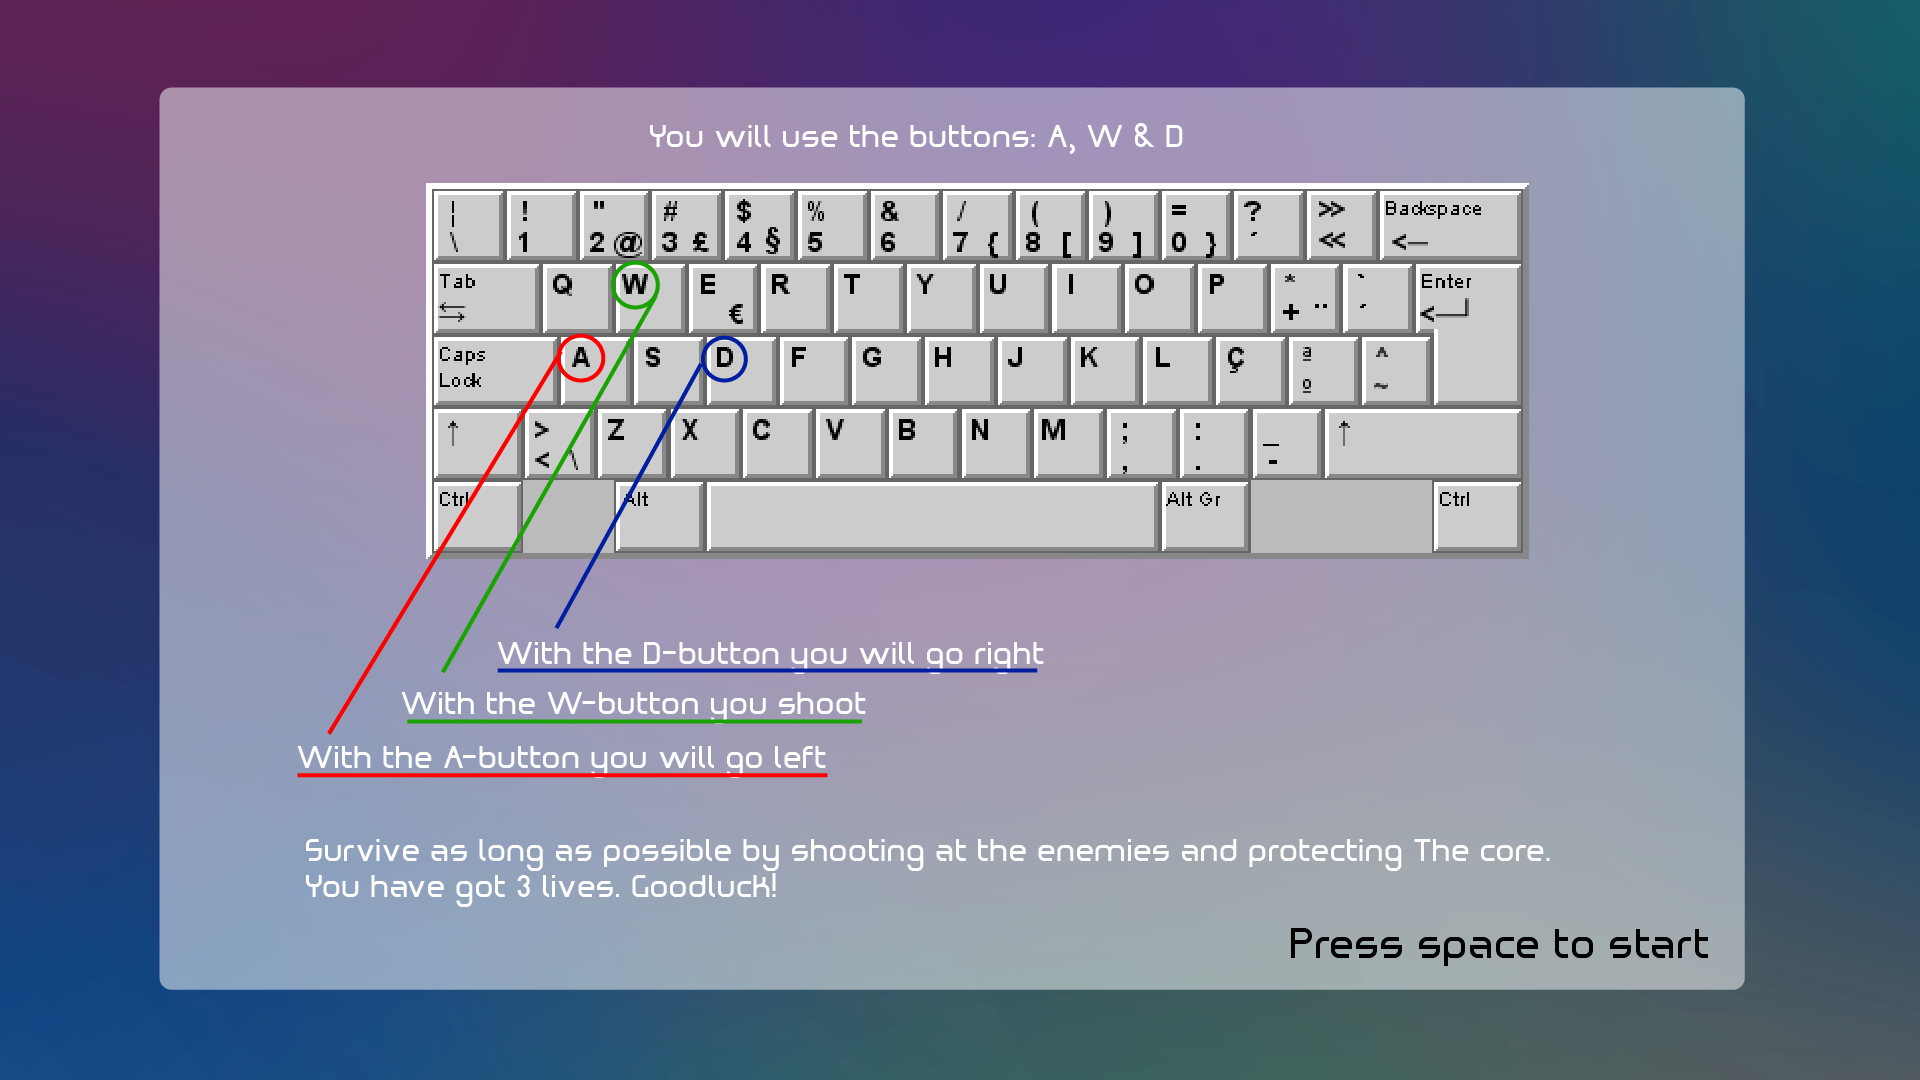 You will use the buttons: A, W & D
¦ ! " # $ % & / ( ) = ? >> Backspace
\ 1 2 @ 3 £ 4 § 5 6 7 { 8 [ 9 ] 0 } ´ << <—
Tab Q W E R T Y U I O P * ` Enter
€ + ¨ ´
Caps A S D F G H J K L Ç ª ^
Lock º ~
↑ > Z X C V B N M ; : _ ↑
< \ , . -
Ctrl Alt Alt Gr Ctrl
With the D-button you will go right
With the W-button you shoot
With the A-button you will go left
Survive as long as possible by shooting at the enemies and protecting The core.
You have got 3 lives. Goodluck!
Press space to start